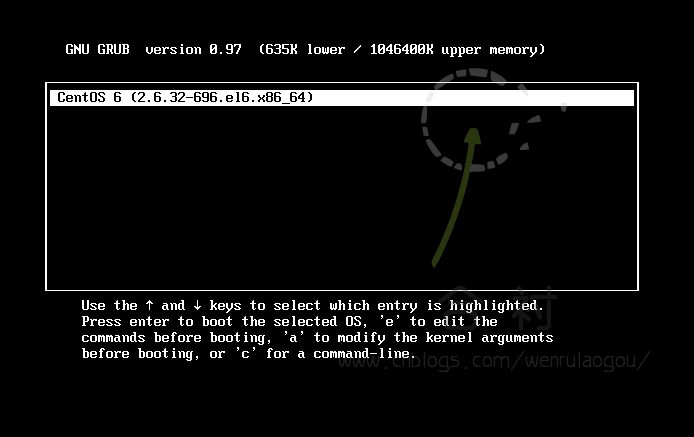 GNU GRUB  version 0.97  (635K lower / 1046400K upper memory)
CentOS 6 (2.6.32-696.el6.x86_64)
Use the ↑ and ↓ keys to select which entry is highlighted.
Press enter to boot the selected OS, 'e' to edit the
commands before booting, 'a' to modify the kernel arguments
before booting, or 'c' for a command-line.
www.cnblogs.com/wenrulaogou/